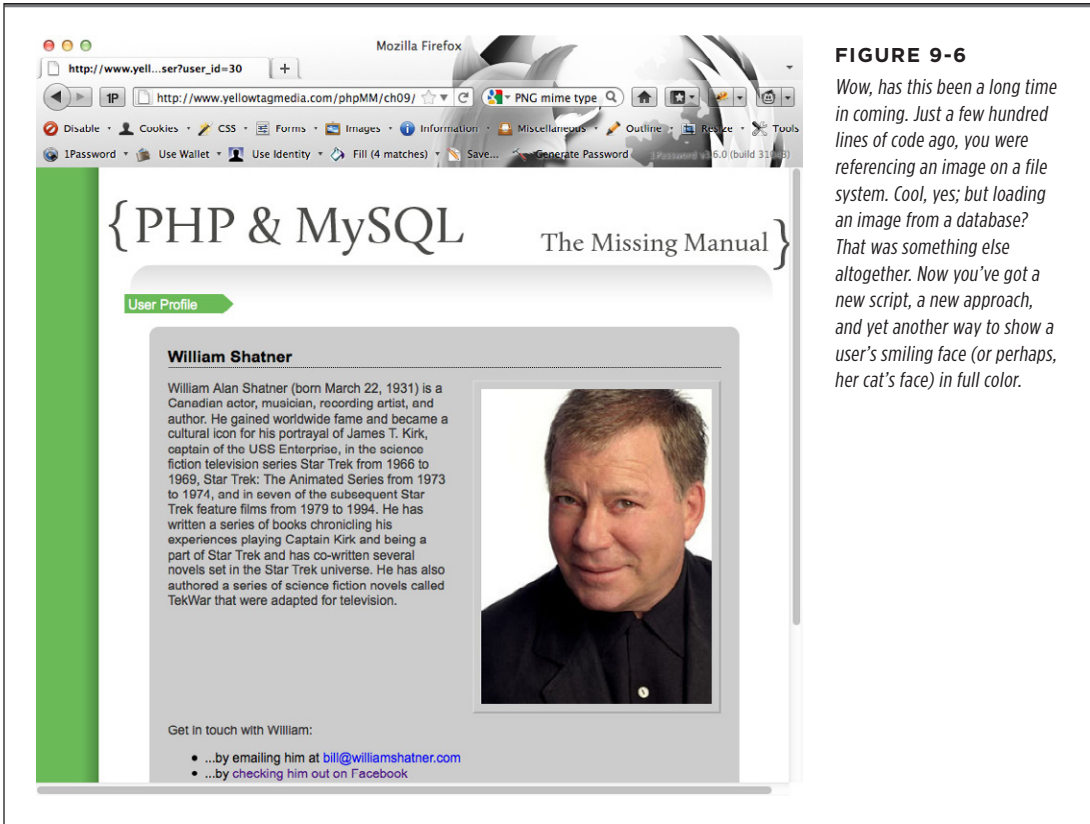 Mozilla Firefox
http://www.yell...ser?user_id=30
+
1P
http://www.yellowtagmedia.com/phpMM/ch09/
PNG mime type
Disable Cookies CSS Forms Images Information Miscellaneous Outline Resize Tools
1Password Use Wallet Use Identity Fill (4 matches) Save... Generate Password
{PHP & MySQL
The Missing Manual}
User Profile
William Shatner
William Alan Shatner (born March 22, 1931) is a
Canadian actor, musician, recording artist, and
author. He gained worldwide fame and became a
cultural icon for his portrayal of James T. Kirk,
captain of the USS Enterprise, in the science
fiction television series Star Trek from 1966 to
1969, Star Trek: The Animated Series from 1973
to 1974, and in seven of the subsequent Star
Trek feature films from 1979 to 1994. He has
written a series of books chronicling his
experiences playing Captain Kirk and being a
part of Star Trek and has co-written several
novels set in the Star Trek universe. He has also
authored a series of science fiction novels called
TekWar that were adapted for television.
Get in touch with William:
• ...by emailing him at bill@williamshatner.com
• ...by checking him out on Facebook
FIGURE 9-6
Wow, has this been a long time
in coming. Just a few hundred
lines of code ago, you were
referencing an image on a file
system. Cool, yes; but loading
an image from a database?
That was something else
altogether. Now you've got a
new script, a new approach,
and yet another way to show a
user's smiling face (or perhaps,
her cat's face) in full color.